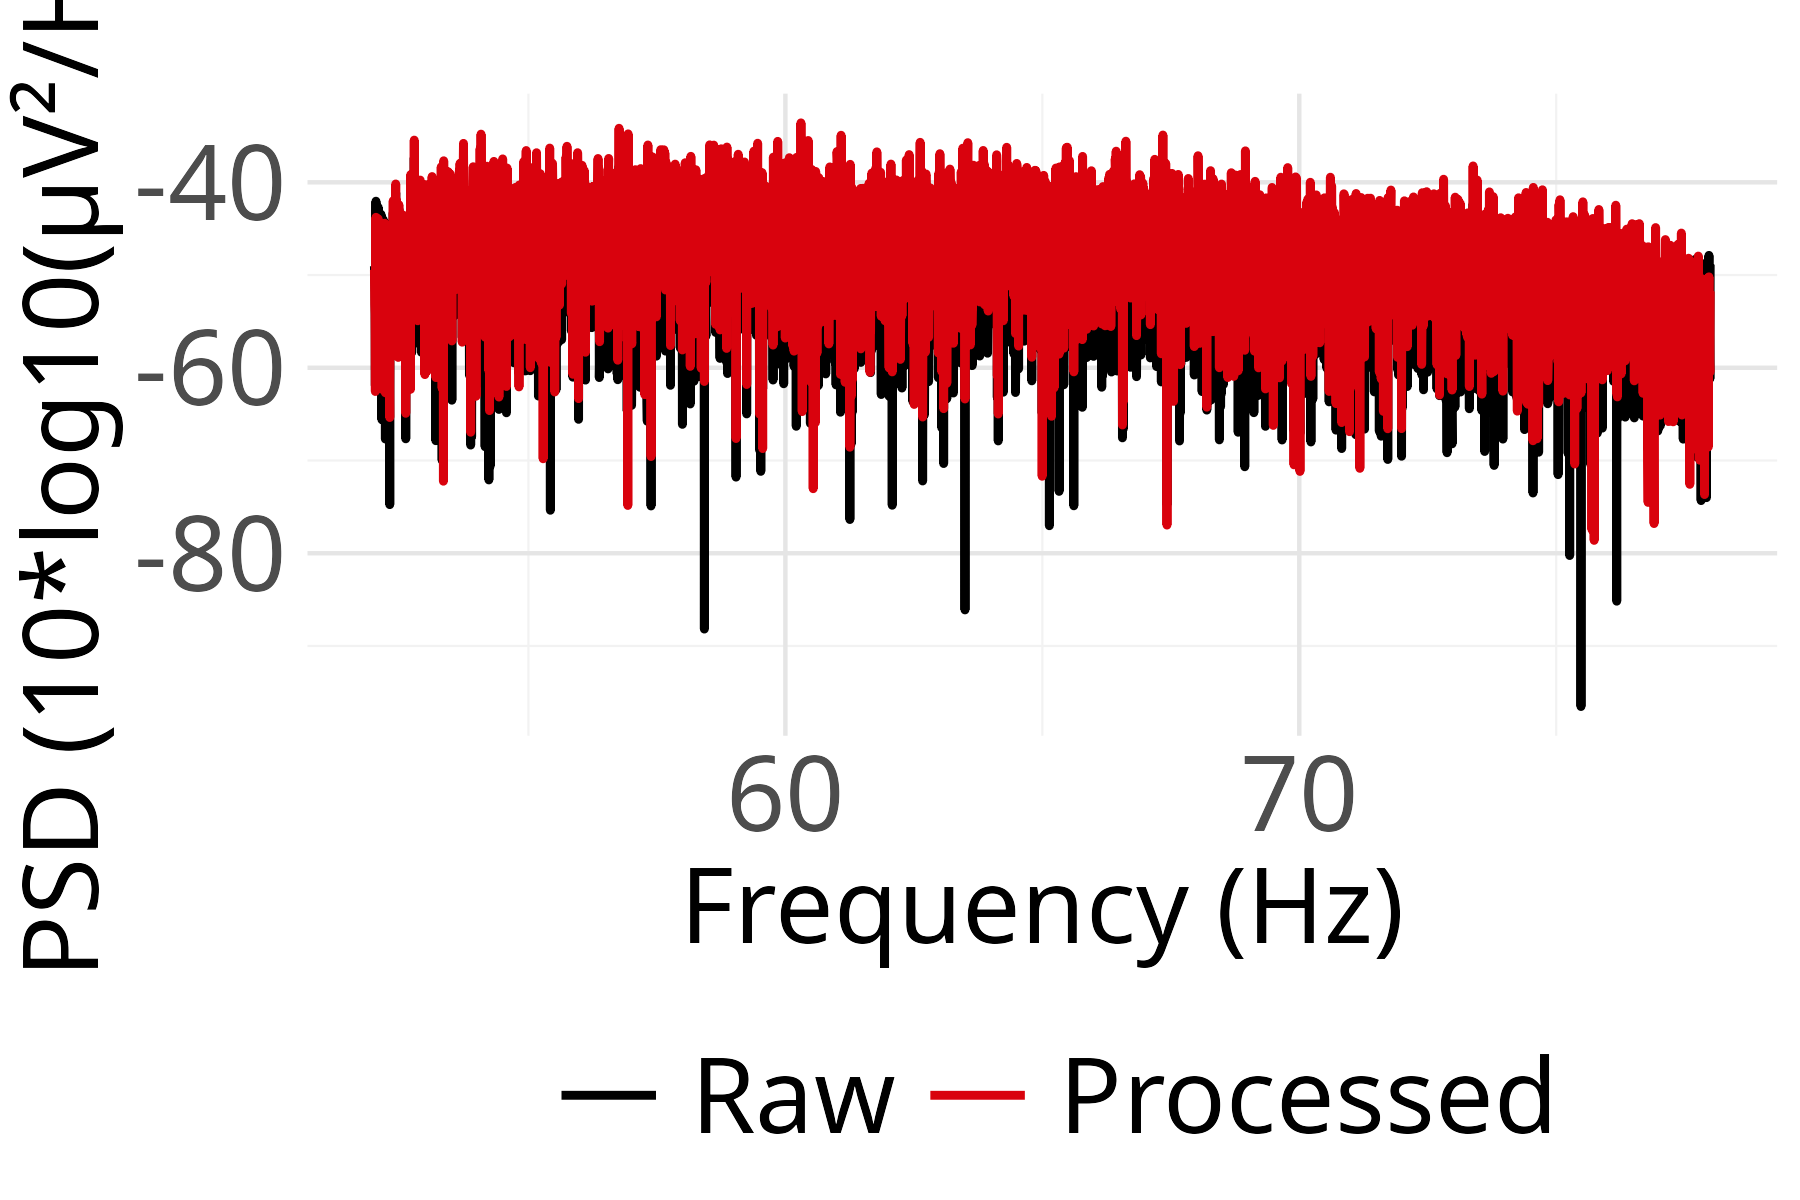 PSD (10*log10(µV²/H
-40
-60
-80
60 70
Frequency (Hz)
Raw Processed